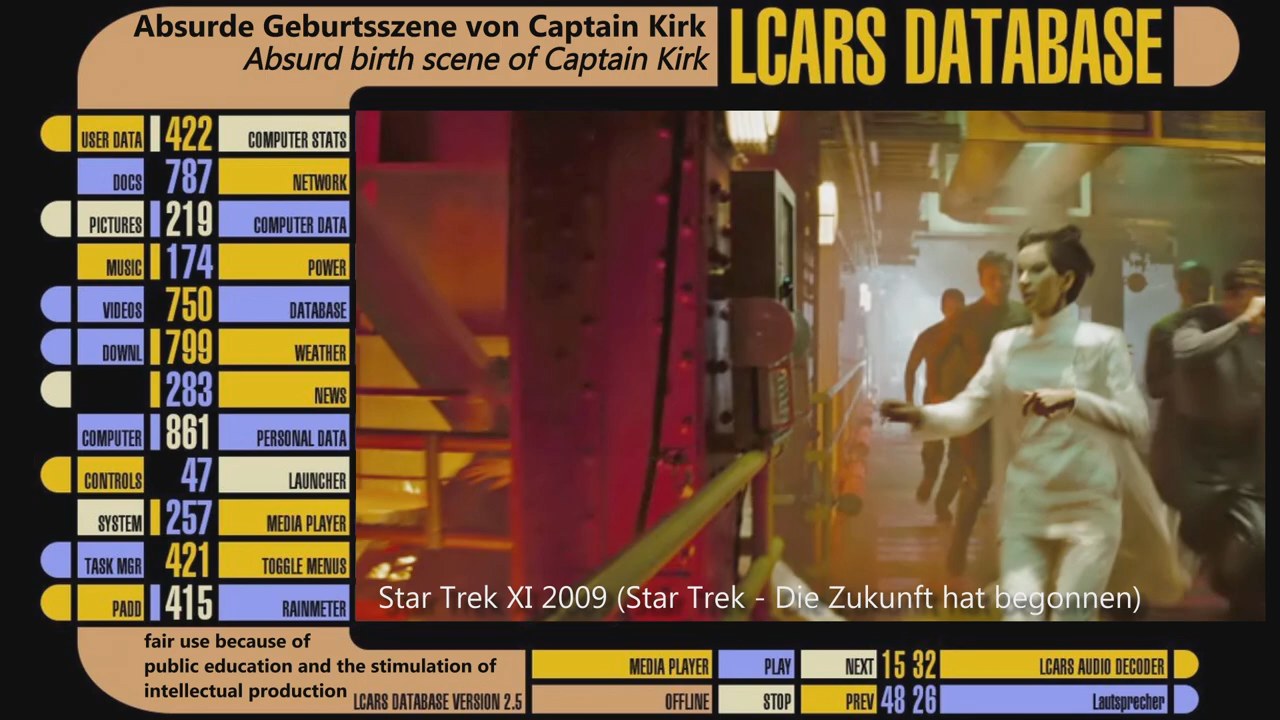 Absurde Geburtsszene von Captain Kirk
Absurd birth scene of Captain Kirk
LCARS DATABASE
USER DATA 422 COMPUTER STATS
DOCS 787 NETWORK
PICTURES 219 COMPUTER DATA
MUSIC 174 POWER
VIDEOS 750 DATABASE
DOWNL 799 WEATHER
283 NEWS
COMPUTER 861 PERSONAL DATA
CONTROLS 47 LAUNCHER
SYSTEM 257 MEDIA PLAYER
TASK MGR 421 TOGGLE MENUS
PADD 415 RAINMETER
Star Trek XI 2009 (Star Trek - Die Zukunft hat begonnen)
fair use because of
public education and the stimulation of
intellectual production
LCARS DATABASE VERSION 2.5
MEDIA PLAYER PLAY NEXT 15 32 LCARS AUDIO DECODER
OFFLINE STOP PREV 48 26 Lautsprecher